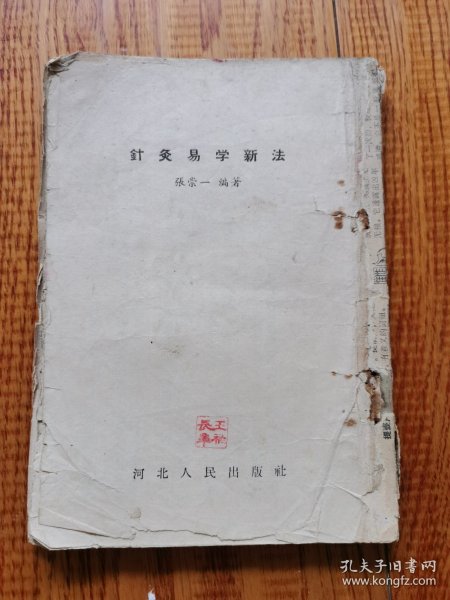 針灸易学新法
張崇一 編著
河北人民出版社
孔夫子旧书网
www.kongfz.com